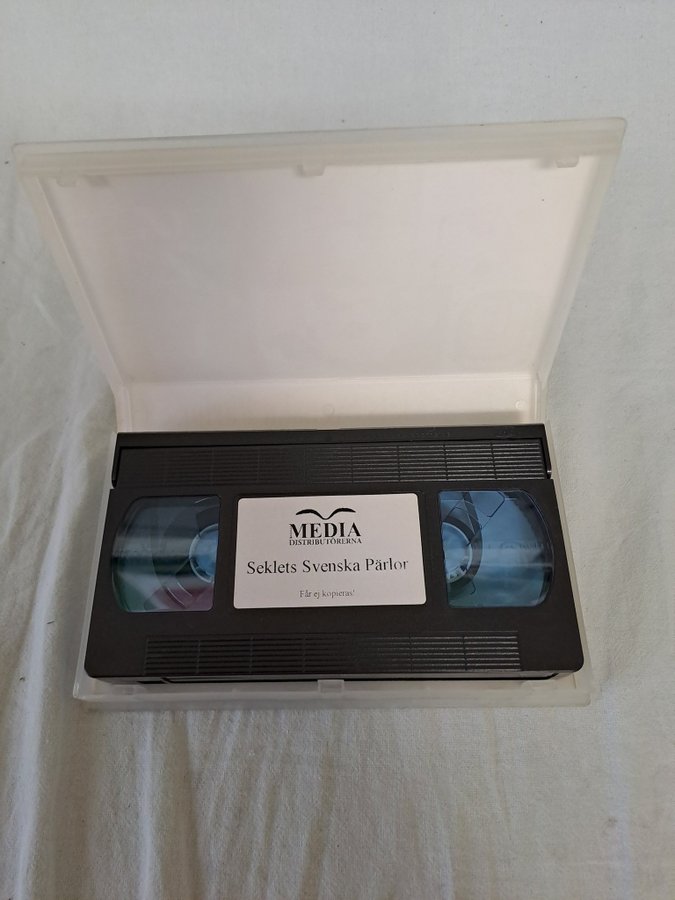 MEDIA
DISTRIBUTÖRERNA
Seklets Svenska Pärlor
Får ej kopieras!